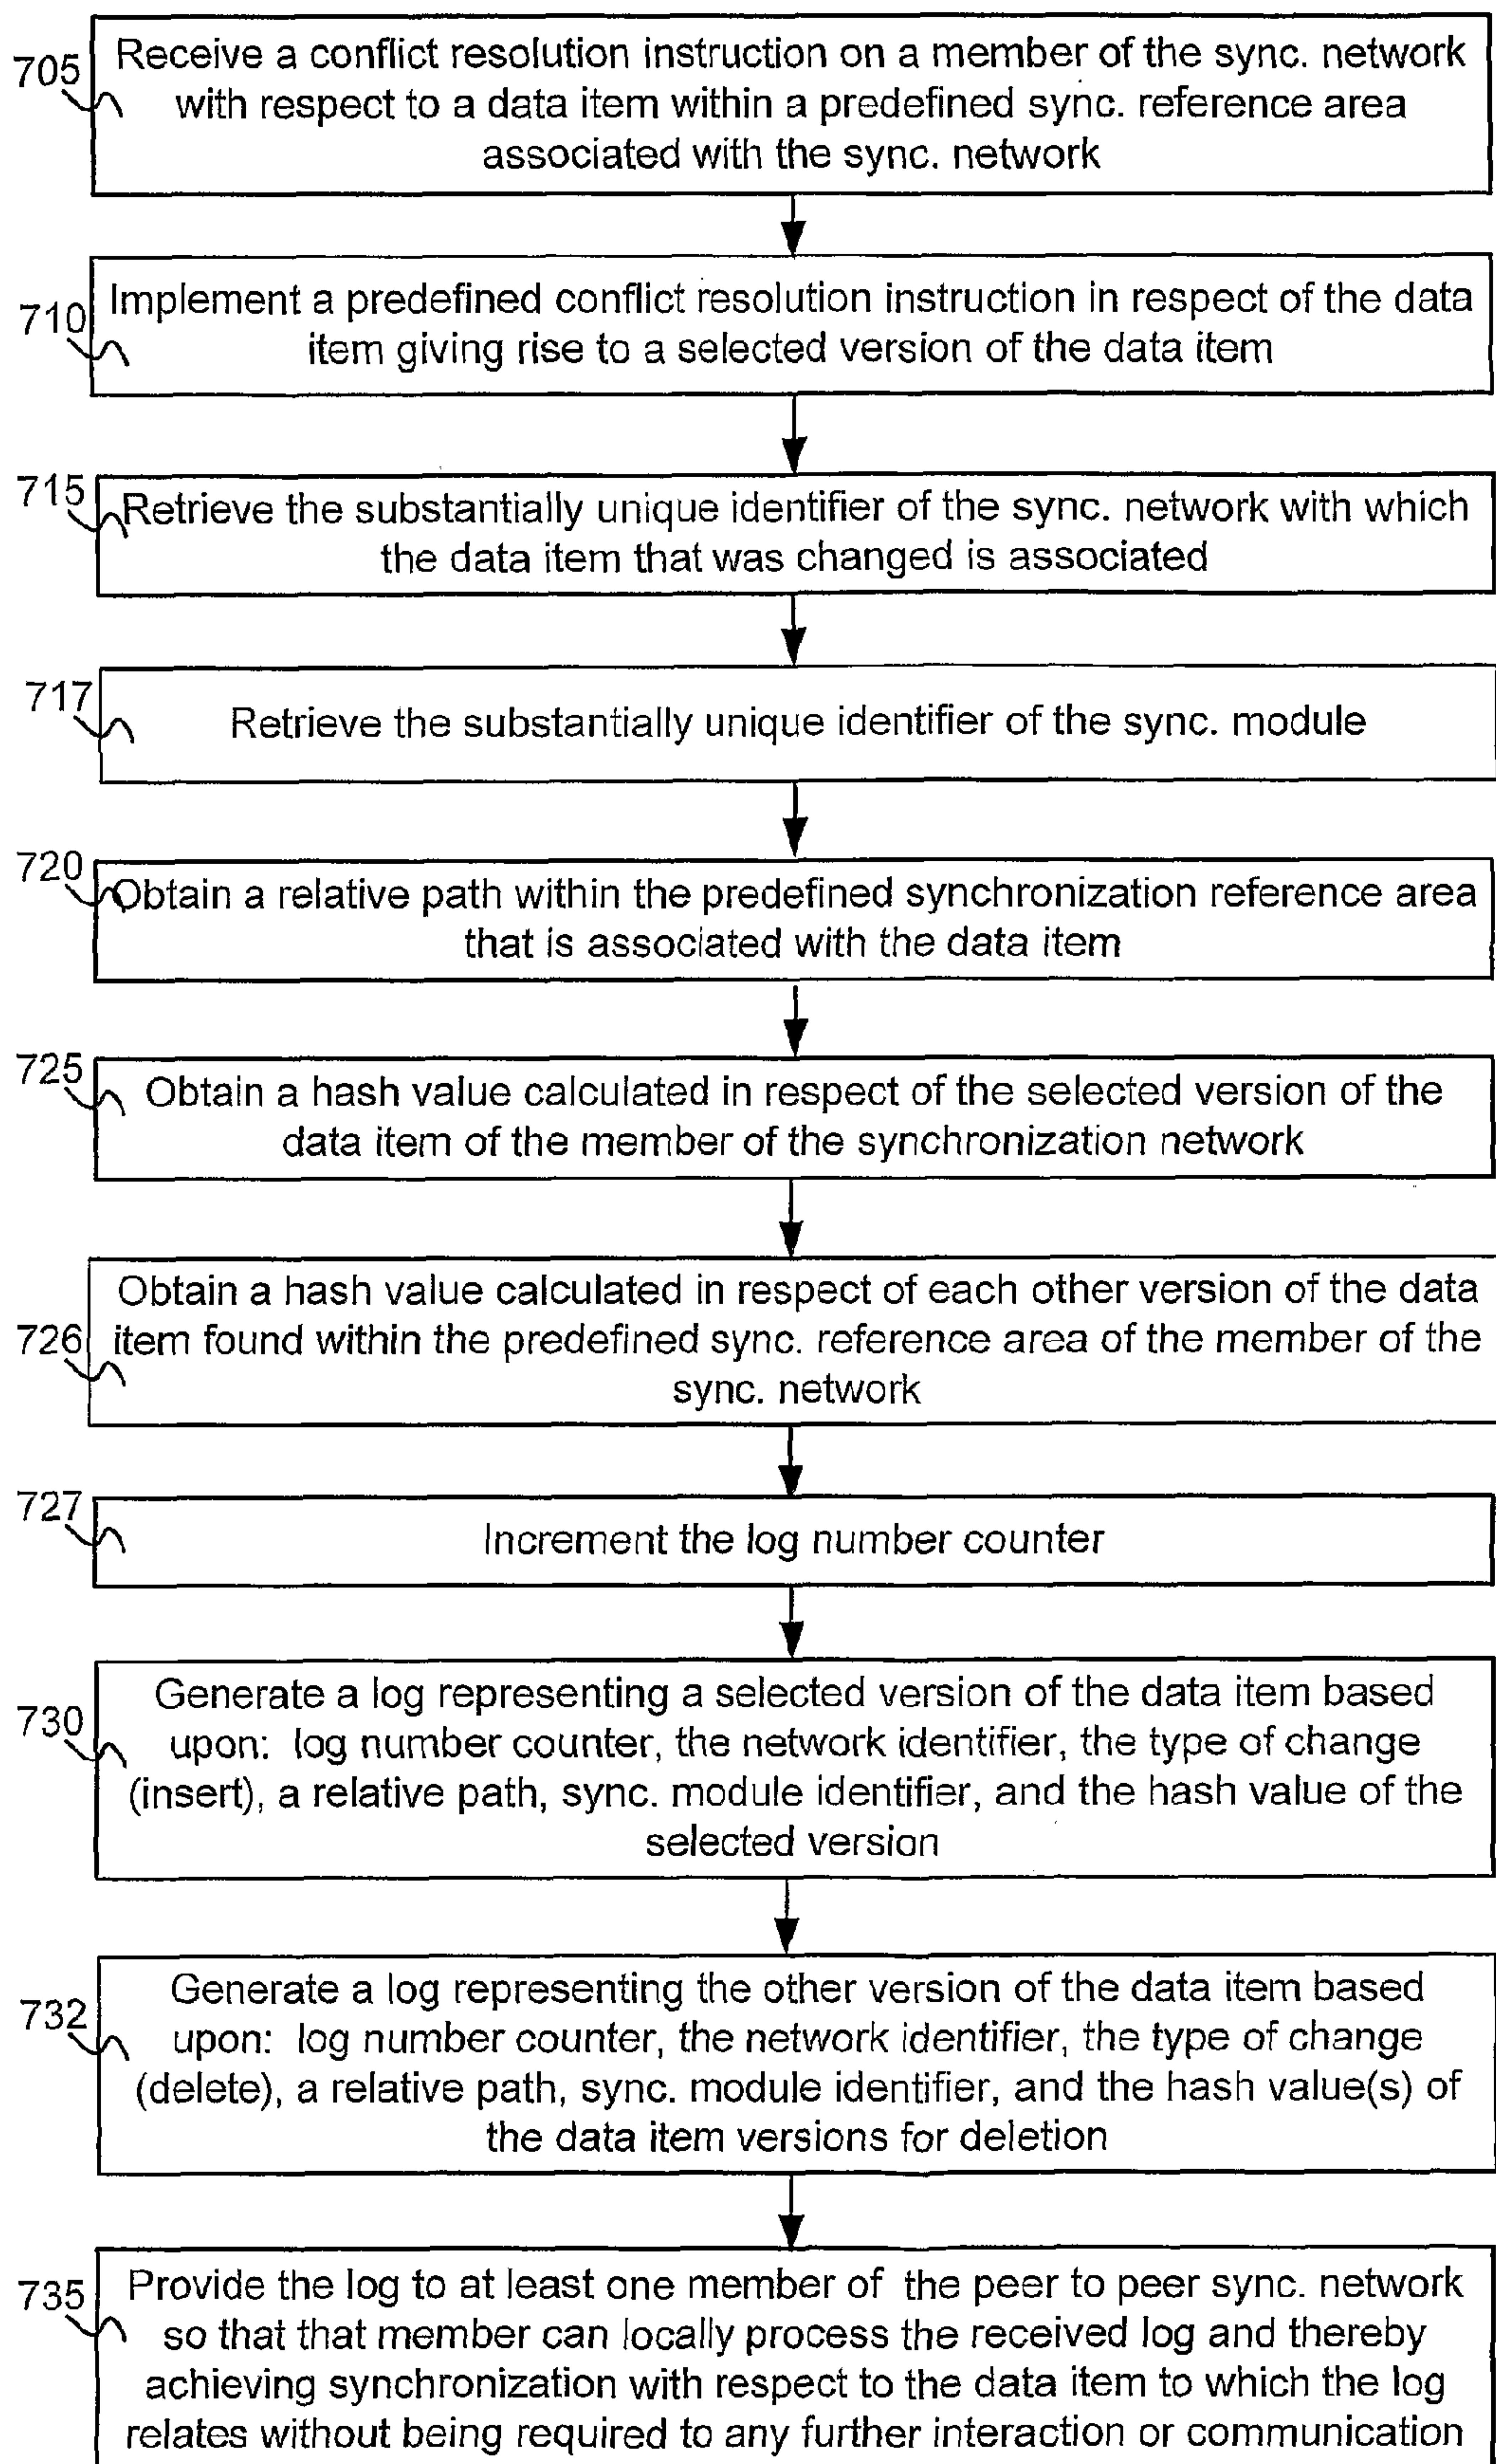 705
Receive a conflict resolution instruction on a member of the sync. network
with respect to a data item within a predefined sync. reference area
associated with the sync. network
710
Implement a predefined conflict resolution instruction in respect of the data
item giving rise to a selected version of the data item
715
Retrieve the substantially unique identifier of the sync. network with which
the data item that was changed is associated
717
Retrieve the substantially unique identifier of the sync. module
720
Obtain a relative path within the predefined synchronization reference area
that is associated with the data item
725
Obtain a hash value calculated in respect of the selected version of the
data item of the member of the synchronization network
726
Obtain a hash value calculated in respect of each other version of the data
item found within the predefined sync. reference area of the member of the
sync. network
727
Increment the log number counter
730
Generate a log representing a selected version of the data item based
upon: log number counter, the network identifier, the type of change
(insert), a relative path, sync. module identifier, and the hash value of the
selected version
732
Generate a log representing the other version of the data item based
upon: log number counter, the network identifier, the type of change
(delete), a relative path, sync. module identifier, and the hash value(s) of
the data item versions for deletion
735
Provide the log to at least one member of the peer to peer sync. network
so that that member can locally process the received log and thereby
achieving synchronization with respect to the data item to which the log
relates without being required to any further interaction or communication